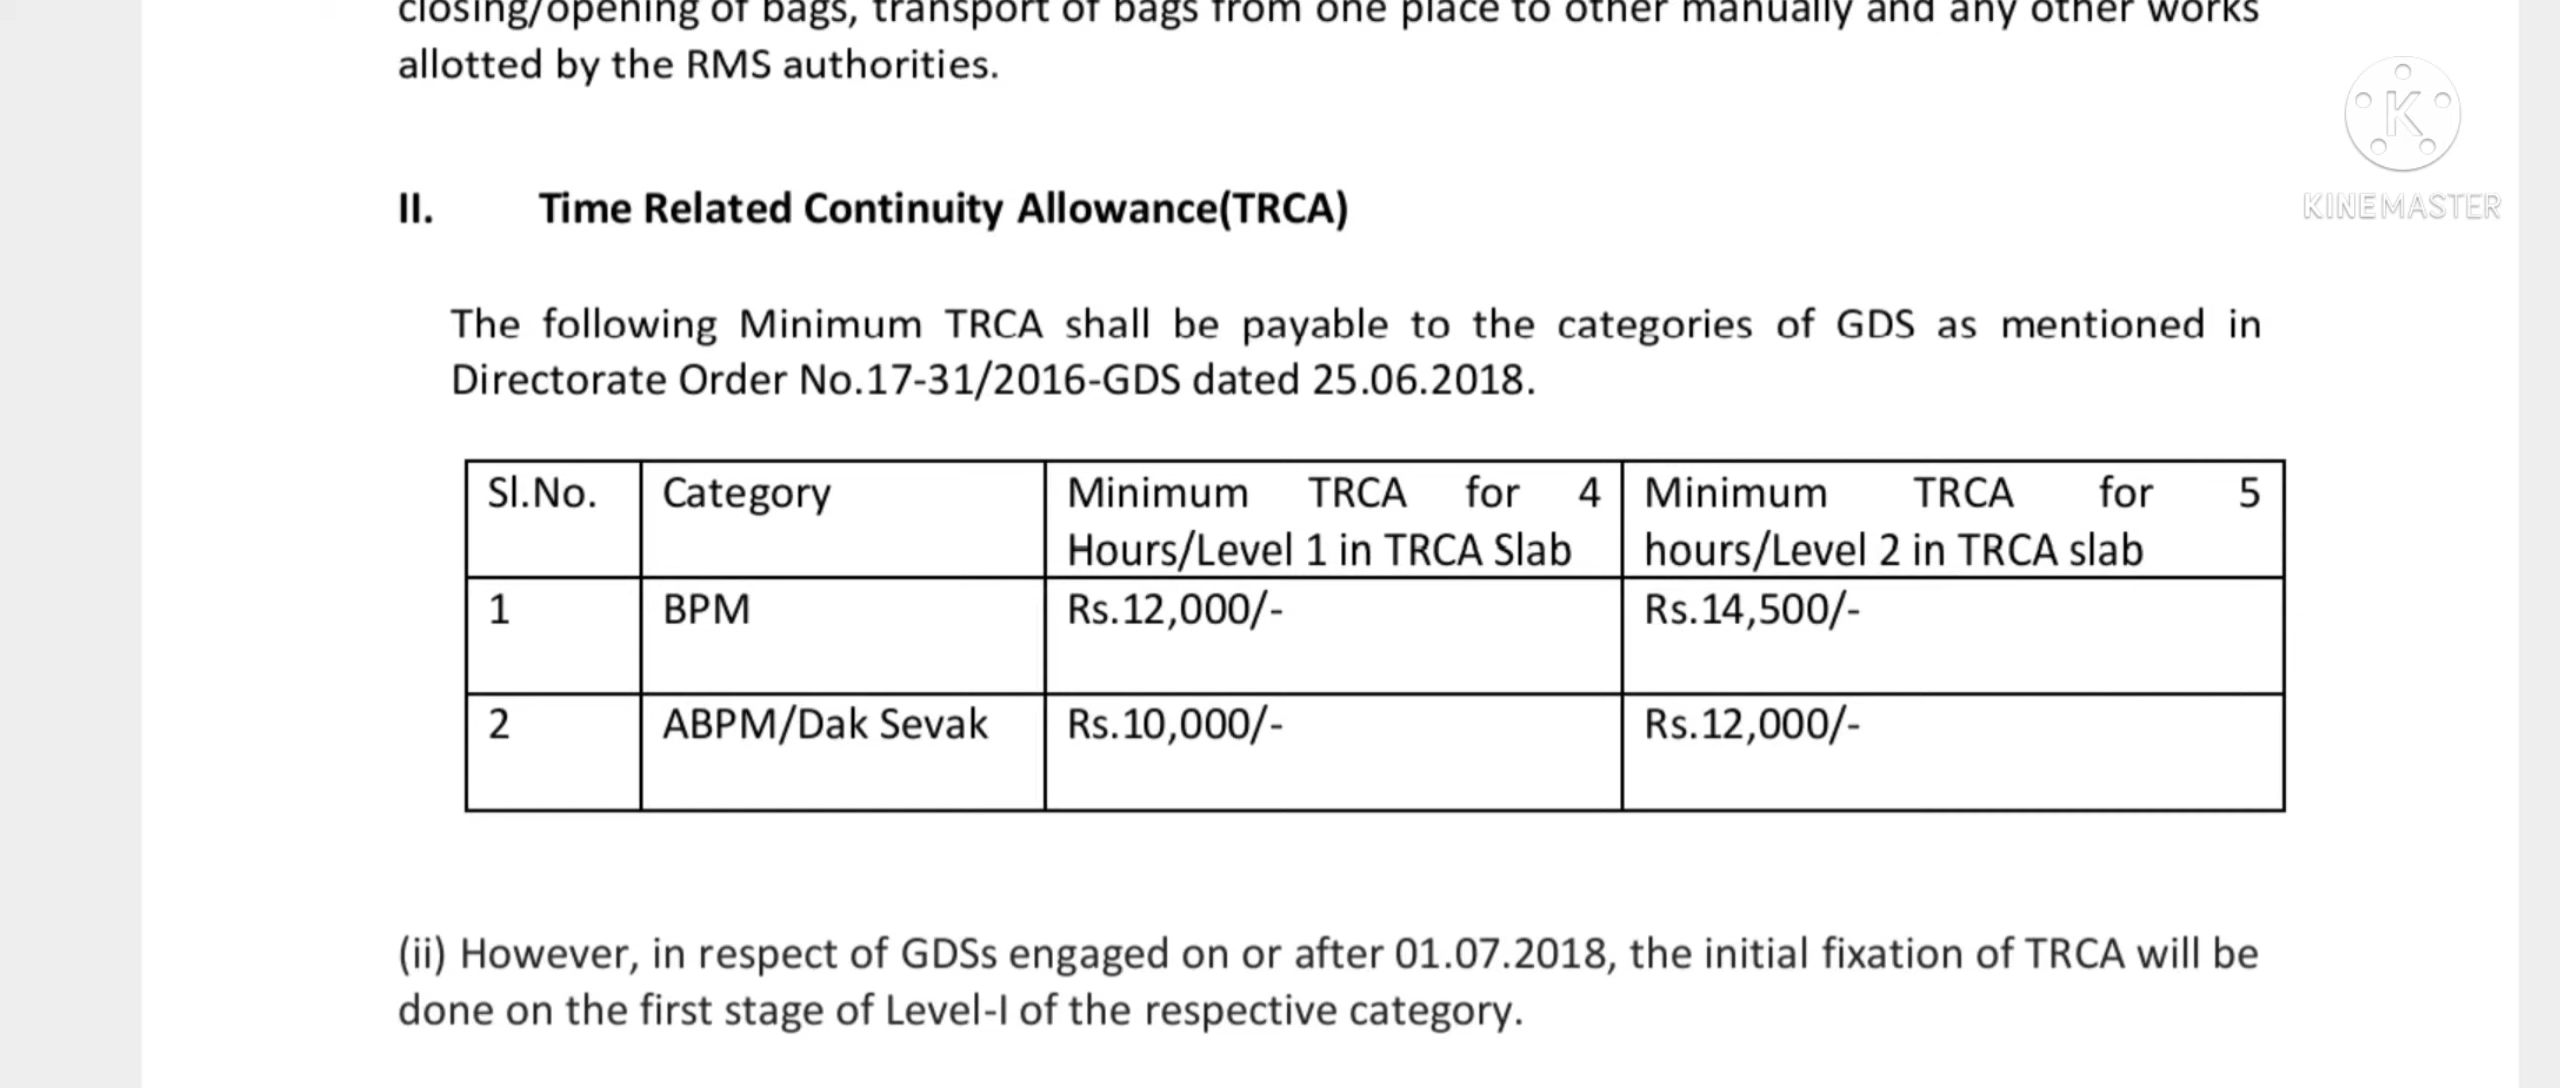 closing/opening of bags, transport of bags from one place to other manually and any other works
allotted by the RMS authorities.
K
KINEMASTER
II. Time Related Continuity Allowance(TRCA)
The following Minimum TRCA shall be payable to the categories of GDS as mentioned in
Directorate Order No.17-31/2016-GDS dated 25.06.2018.
Sl.No. Category Minimum TRCA for 4 Minimum TRCA for 5
Hours/Level 1 in TRCA Slab hours/Level 2 in TRCA slab
1 BPM Rs.12,000/- Rs.14,500/-
2 ABPM/Dak Sevak Rs.10,000/- Rs.12,000/-
(ii) However, in respect of GDSs engaged on or after 01.07.2018, the initial fixation of TRCA will be
done on the first stage of Level-I of the respective category.